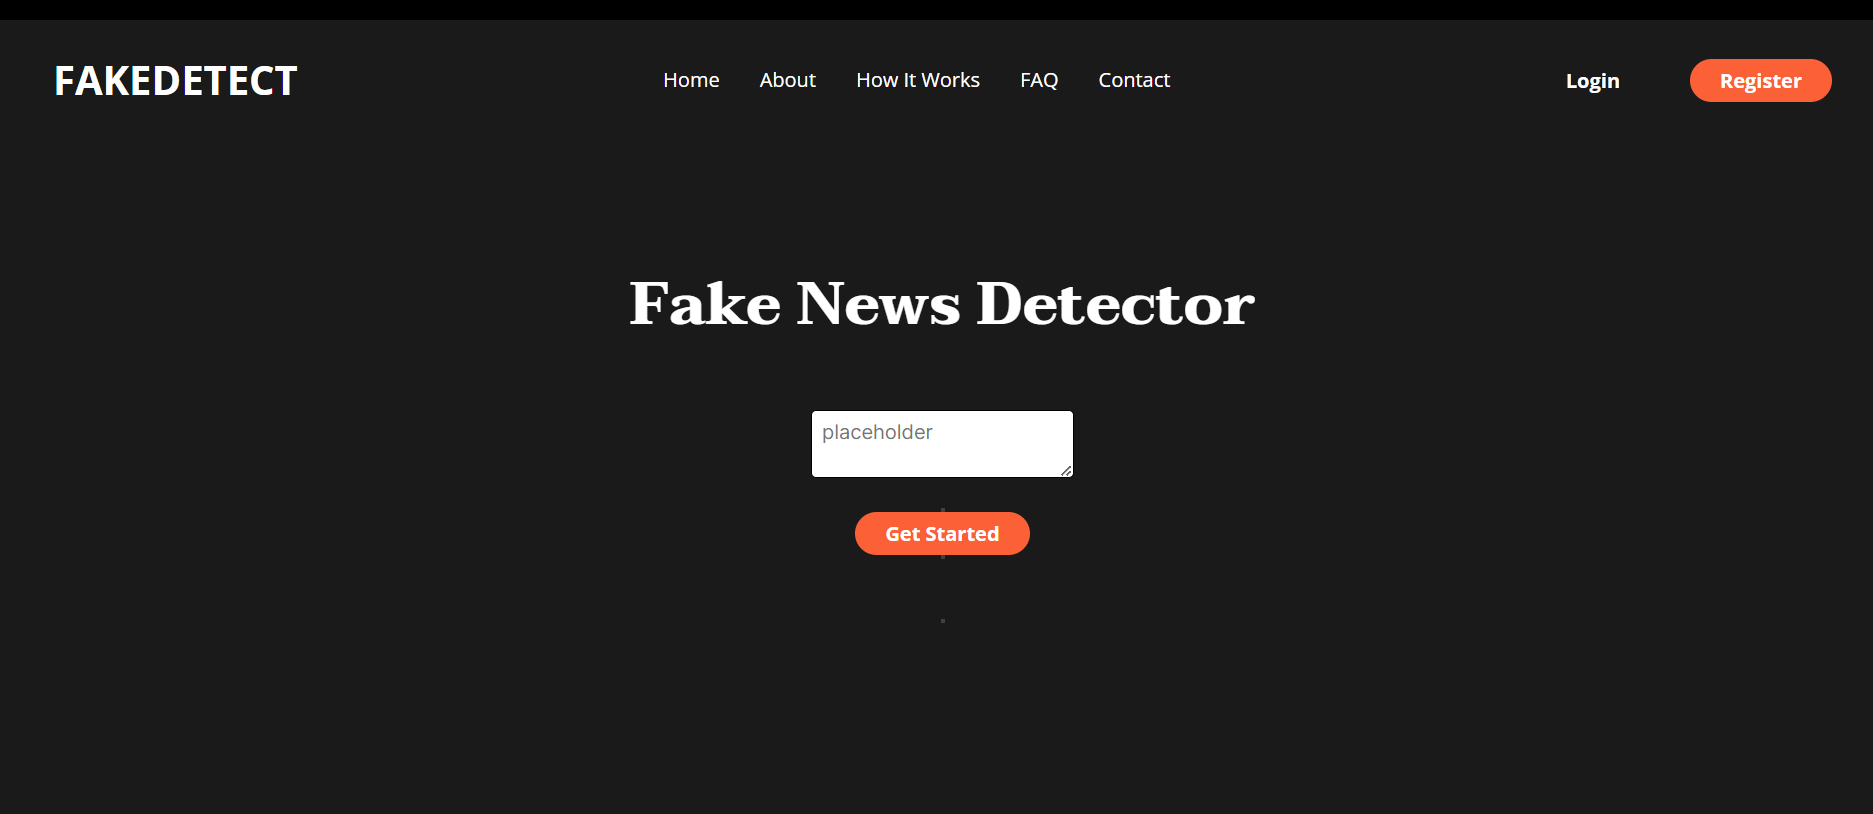 FAKEDETECT Home About How It Works FAQ Contact Login Register
Fake News Detector
placeholder
Get Started